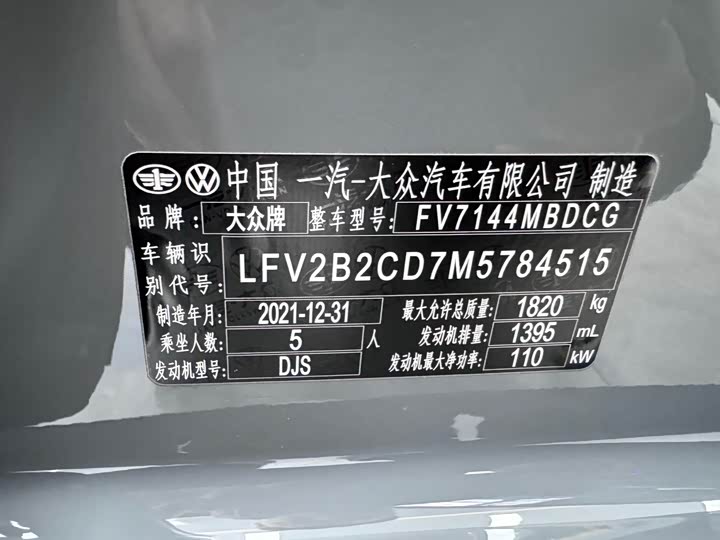 中国 一汽-大众汽车有限公司 制造
品牌: 大众牌 整车型号: FV7144MBDCG
车辆识别代号: LFV2B2CD7M5784515
制造年月: 2021-12-31 最大允许总质量: 1820 kg
乘坐人数: 5 人 发动机排量: 1395 mL
发动机型号: DJS 发动机最大净功率: 110 kW